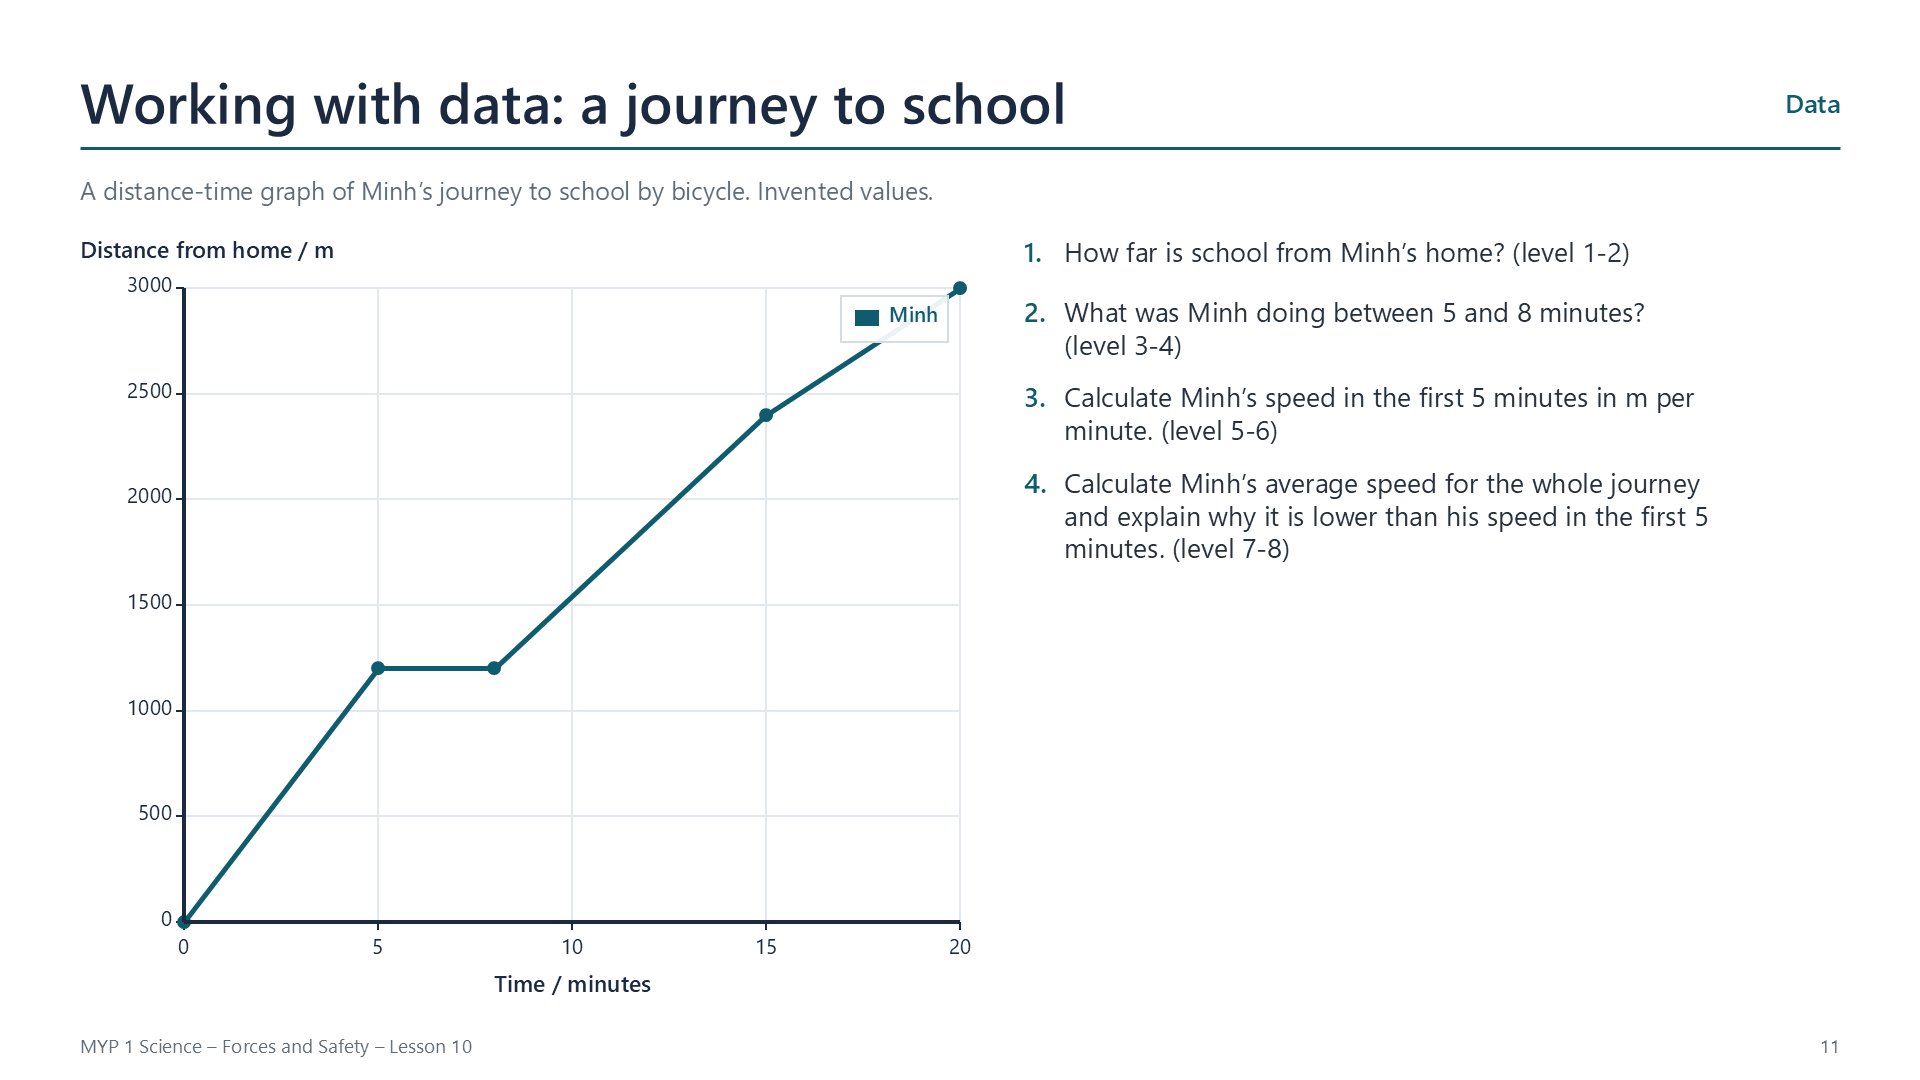 Working with data: a journey to school
Data
A distance-time graph of Minh’s journey to school by bicycle. Invented values.
Distance from home / m
3000
2500
2000
1500
1000
500
0
Minh
0 5 10 15 20
Time / minutes
1. How far is school from Minh’s home? (level 1-2)
2. What was Minh doing between 5 and 8 minutes?
(level 3-4)
3. Calculate Minh’s speed in the first 5 minutes in m per
minute. (level 5-6)
4. Calculate Minh’s average speed for the whole journey
and explain why it is lower than his speed in the first 5
minutes. (level 7-8)
MYP 1 Science – Forces and Safety – Lesson 10
11